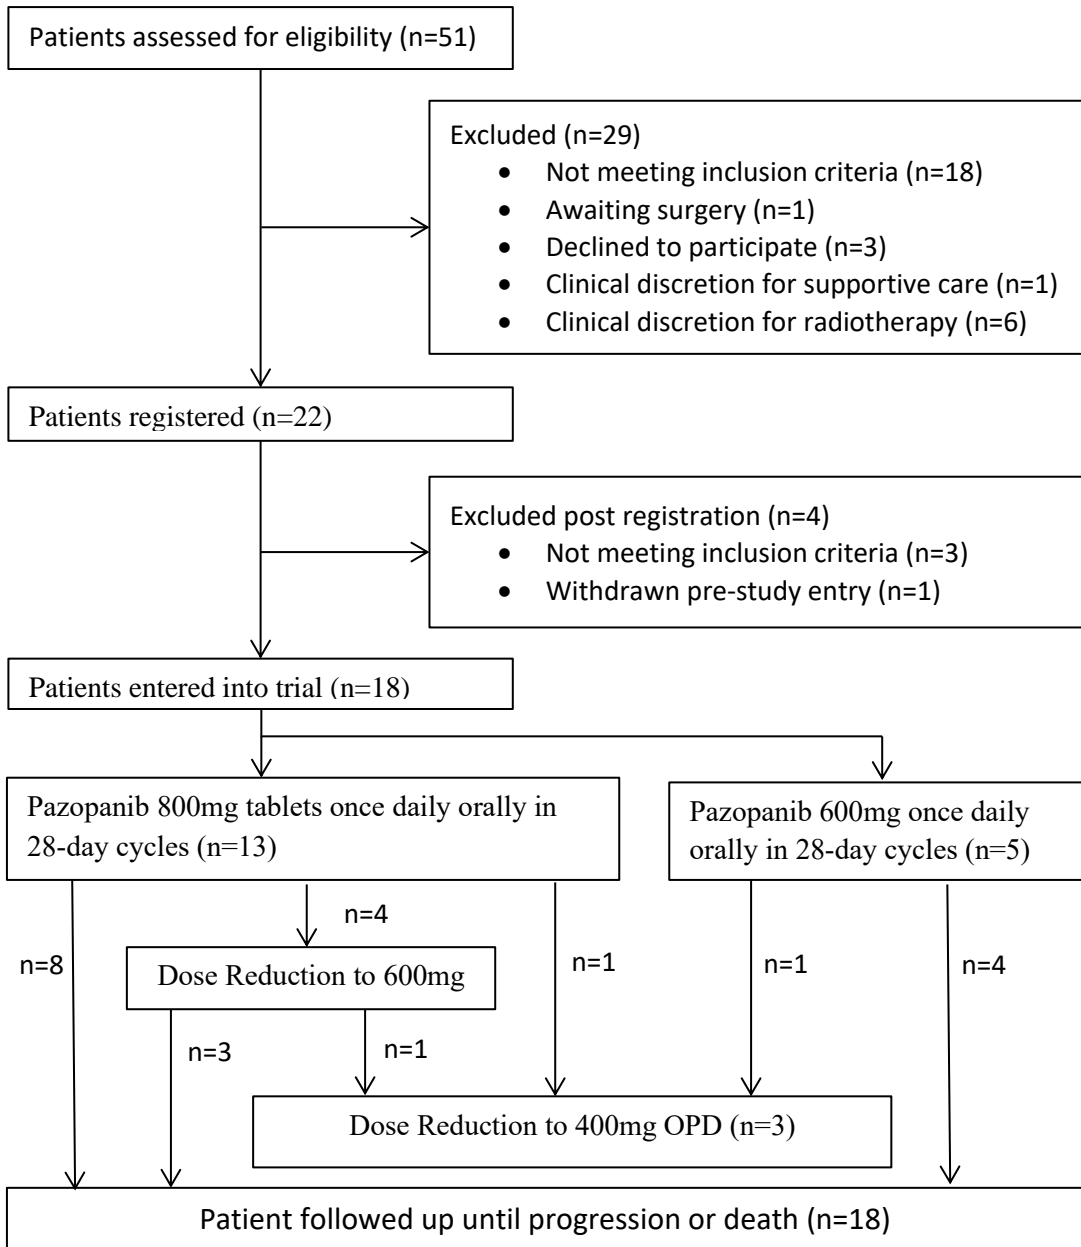 Patients assessed for eligibility (n=51)
Excluded (n=29)
• Not meeting inclusion criteria (n=18)
• Awaiting surgery (n=1)
• Declined to participate (n=3)
• Clinical discretion for supportive care (n=1)
• Clinical discretion for radiotherapy (n=6)
Patients registered (n=22)
Excluded post registration (n=4)
• Not meeting inclusion criteria (n=3)
• Withdrawn pre-study entry (n=1)
Patients entered into trial (n=18)
Pazopanib 800mg tablets once daily orally in
28-day cycles (n=13)
Pazopanib 600mg once daily
orally in 28-day cycles (n=5)
n=8
n=4
n=1
n=1
n=4
Dose Reduction to 600mg
n=3
n=1
Dose Reduction to 400mg OPD (n=3)
Patient followed up until progression or death (n=18)